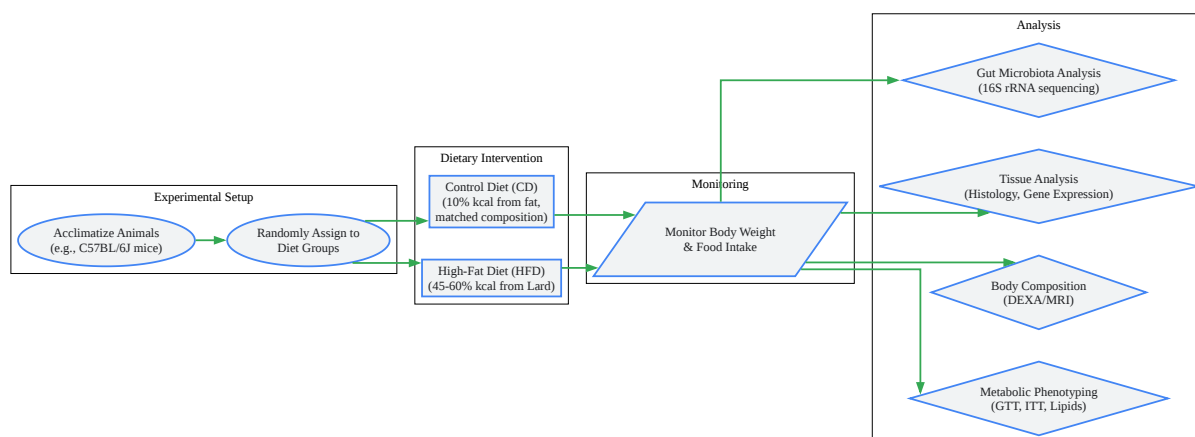 Experimental Setup
Acclimatize Animals
(e.g., C57BL/6J mice)
Randomly Assign to
Diet Groups
Dietary Intervention
Control Diet (CD)
(10% kcal from fat,
matched composition)
High-Fat Diet (HFD)
(45-60% kcal from Lard)
Monitoring
Monitor Body Weight
& Food Intake
Analysis
Gut Microbiota Analysis
(16S rRNA sequencing)
Tissue Analysis
(Histology, Gene Expression)
Body Composition
(DEXA/MRI)
Metabolic Phenotyping
(GTT, ITT, Lipids)